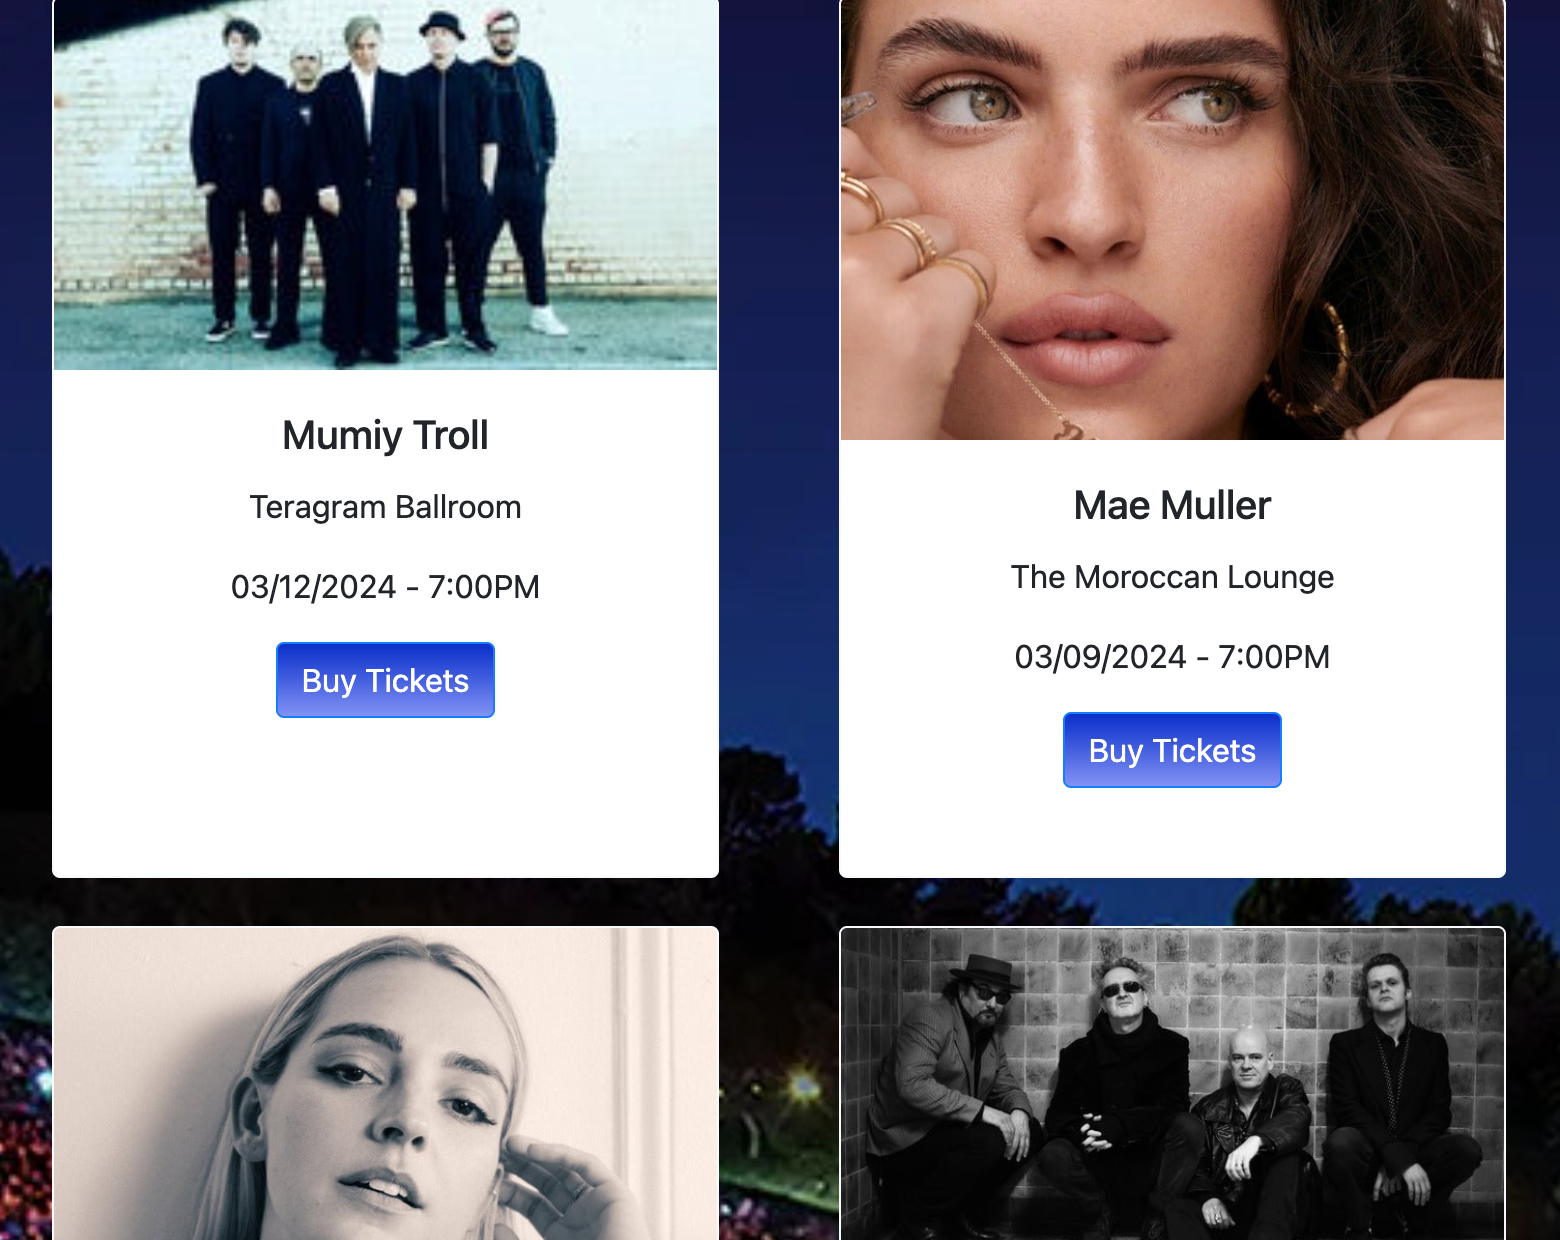 Mumiy Troll
Teragram Ballroom
03/12/2024 - 7:00PM
Buy Tickets
Mae Muller
The Moroccan Lounge
03/09/2024 - 7:00PM
Buy Tickets